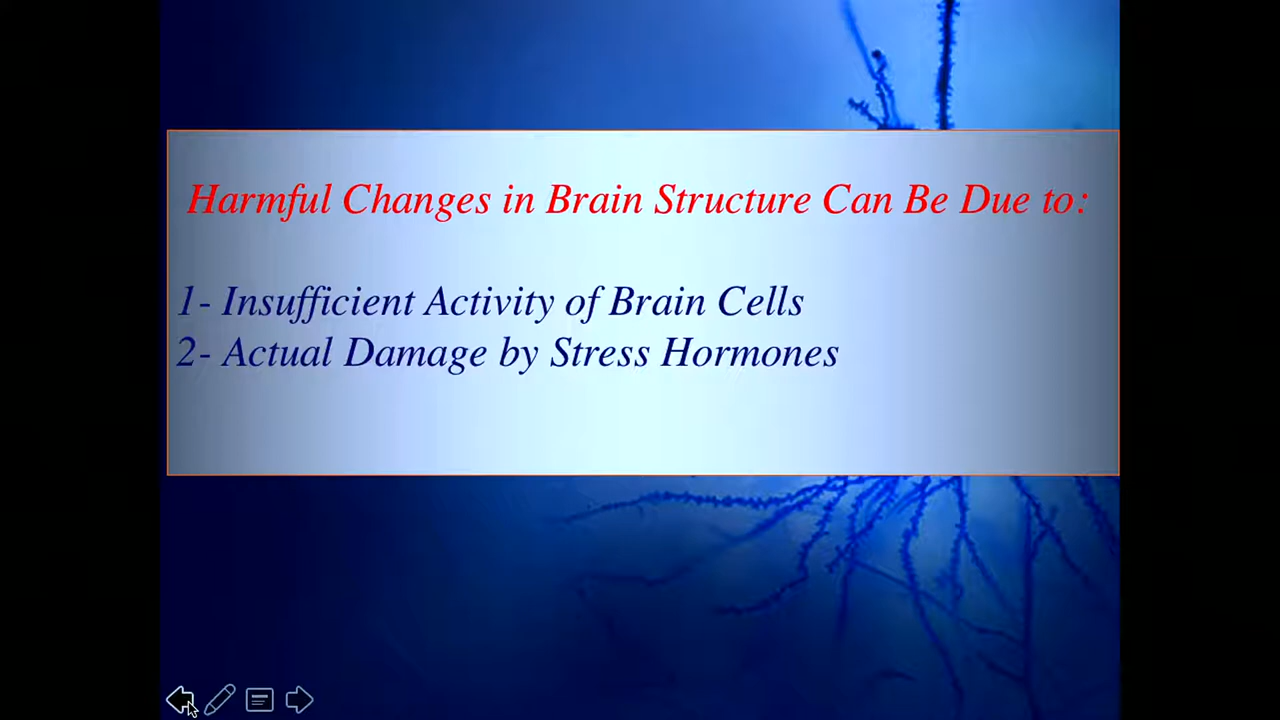 Harmful Changes in Brain Structure Can Be Due to:
1- Insufficient Activity of Brain Cells
2- Actual Damage by Stress Hormones